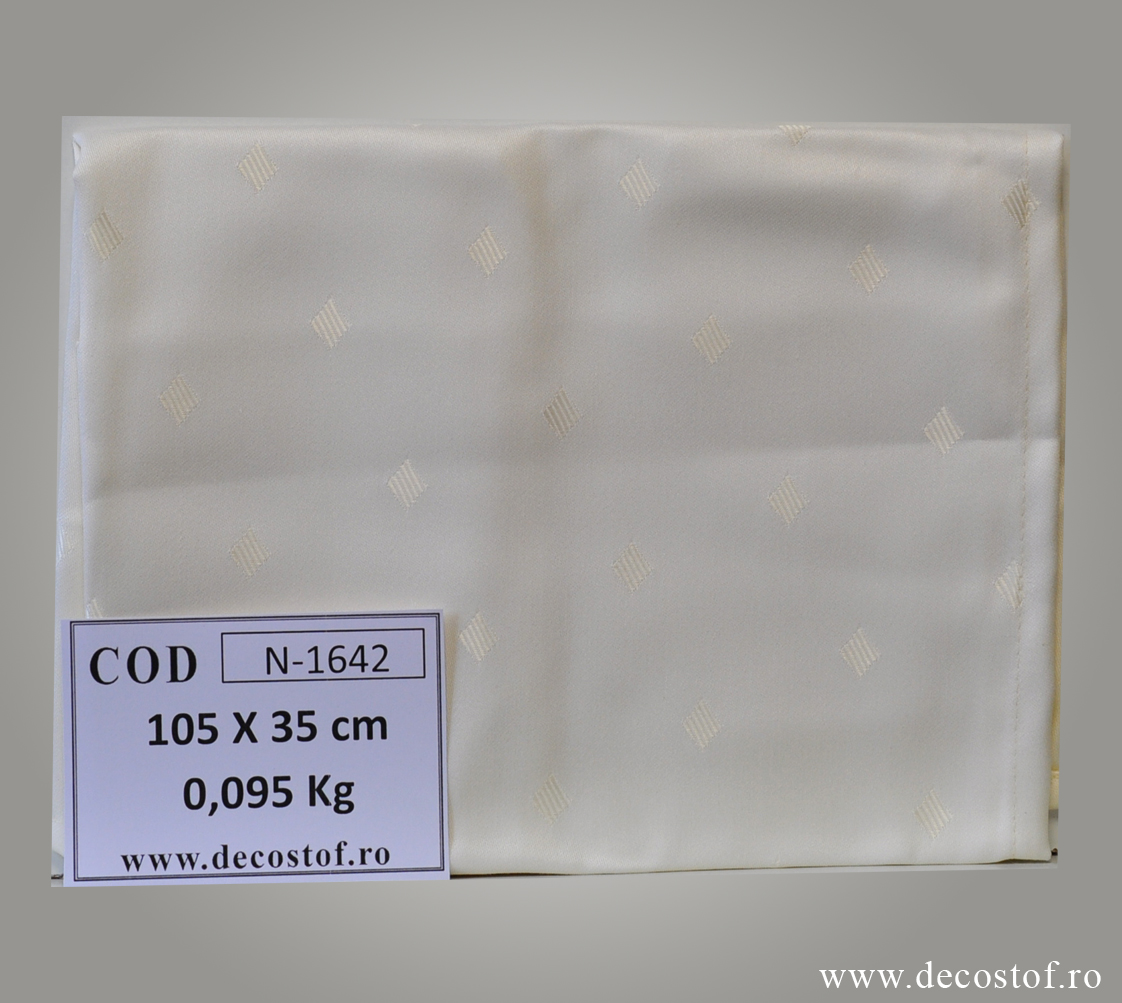 COD N-1642
105 X 35 cm
0,095 Kg
www.decostof.ro
www.decostof.ro